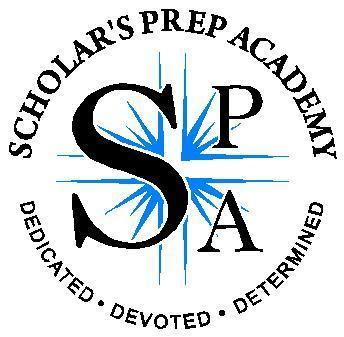 SCHOLAR'S PREP ACADEMY
S P A
DEDICATED • DEVOTED • DETERMINED